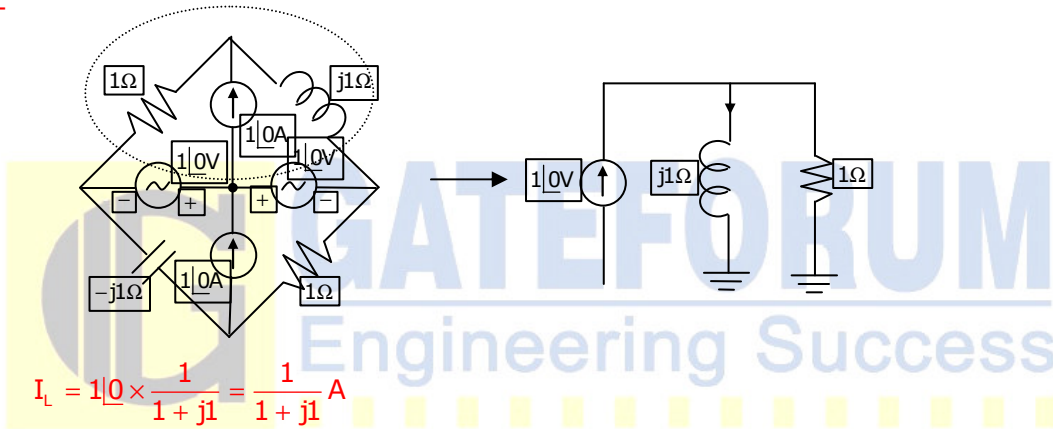 1Ω
j1Ω
1|0A
1|0V
1|0V
−
+
+
−
−j1Ω
1|0A
1Ω
1|0V
j1Ω
1Ω
GATEFORUM
Engineering Success
I_L = 1|0 × 1/(1 + j1) = 1/(1 + j1) A